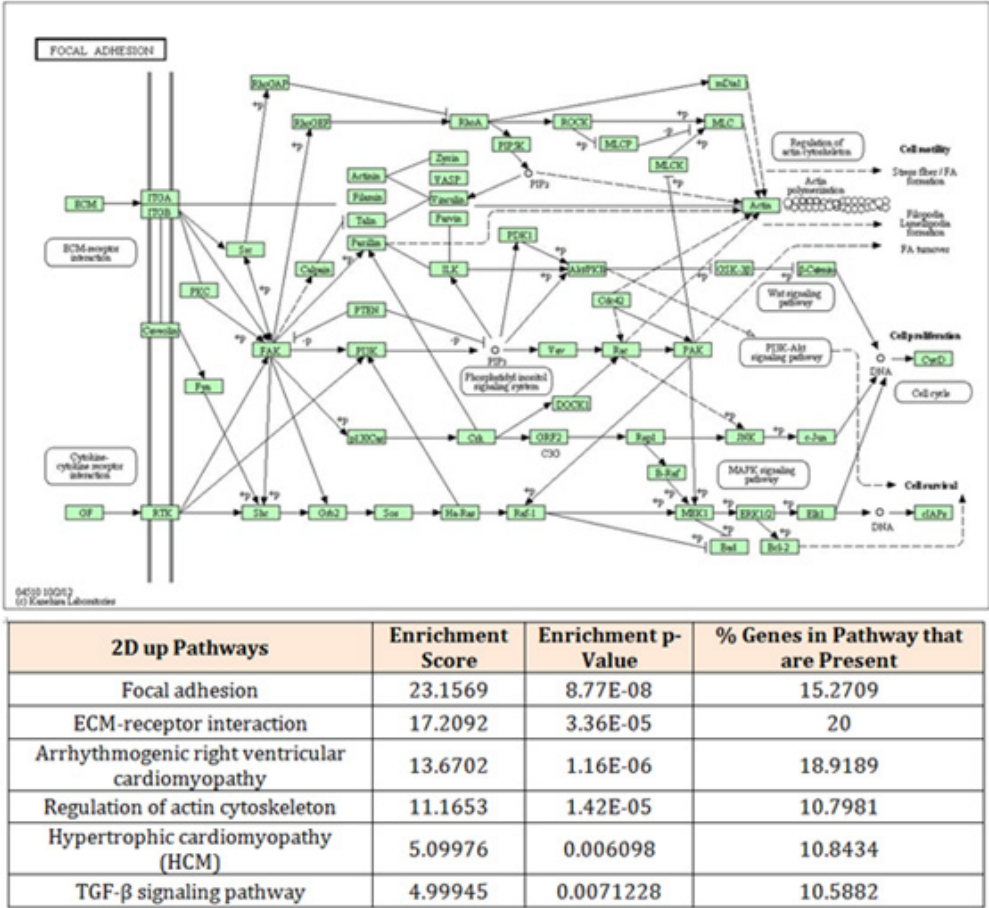 FOCAL ADHESION
RhoGAP
mDia1
RhoGEF
RhoA
ROCK
MLC
PIP5K
MLCP
MLCK
Regulation of
actin cytoskeleton
Cell motility
Stress fiber / FA
formation
Zyxin
Actinin
VASP
PIP2
Filamin
Vinculin
Actin
polymerization
ECM
ITGA
ITGB
Talin
Parvin
Actin
Filopodia
Lamellipodia
formation
ECM-receptor
interaction
Src
Paxillin
PDK1
FA turnover
Calpain
ILK
Akt/PKB
GSK-3β
β-Catenin
PKC
Cdc42
Wnt signaling
pathway
Caveolin
PTEN
Cell proliferation
FAK
PI3K
PIP3
Vav
Rac
PAK
PI3K-Akt
signaling pathway
DNA
CycD
Fyn
Phosphatidyl inositol
signaling system
Cell cycle
DOCK1
p130Cas
Crk
GRF2
C3G
Rap1
JNK
c-Jun
Cytokine-
cytokine receptor
interaction
B-Raf
MAPK signaling
pathway
Cell survival
GF
RTK
Shc
Grb2
Sos
Ha-Ras
Raf-1
MEK1
ERK1/2
Elk1
DNA
cIAPs
Bad
Bcl-2
04510 10/2/12
(c) Kanehisa Laboratories
2D up Pathways Enrichment Score Enrichment p-Value % Genes in Pathway that are Present
Focal adhesion 23.1569 8.77E-08 15.2709
ECM-receptor interaction 17.2092 3.36E-05 20
Arrhythmogenic right ventricular
cardiomyopathy 13.6702 1.16E-06 18.9189
Regulation of actin cytoskeleton 11.1653 1.42E-05 10.7981
Hypertrophic cardiomyopathy
(HCM) 5.09976 0.006098 10.8434
TGF-β signaling pathway 4.99945 0.0071228 10.5882